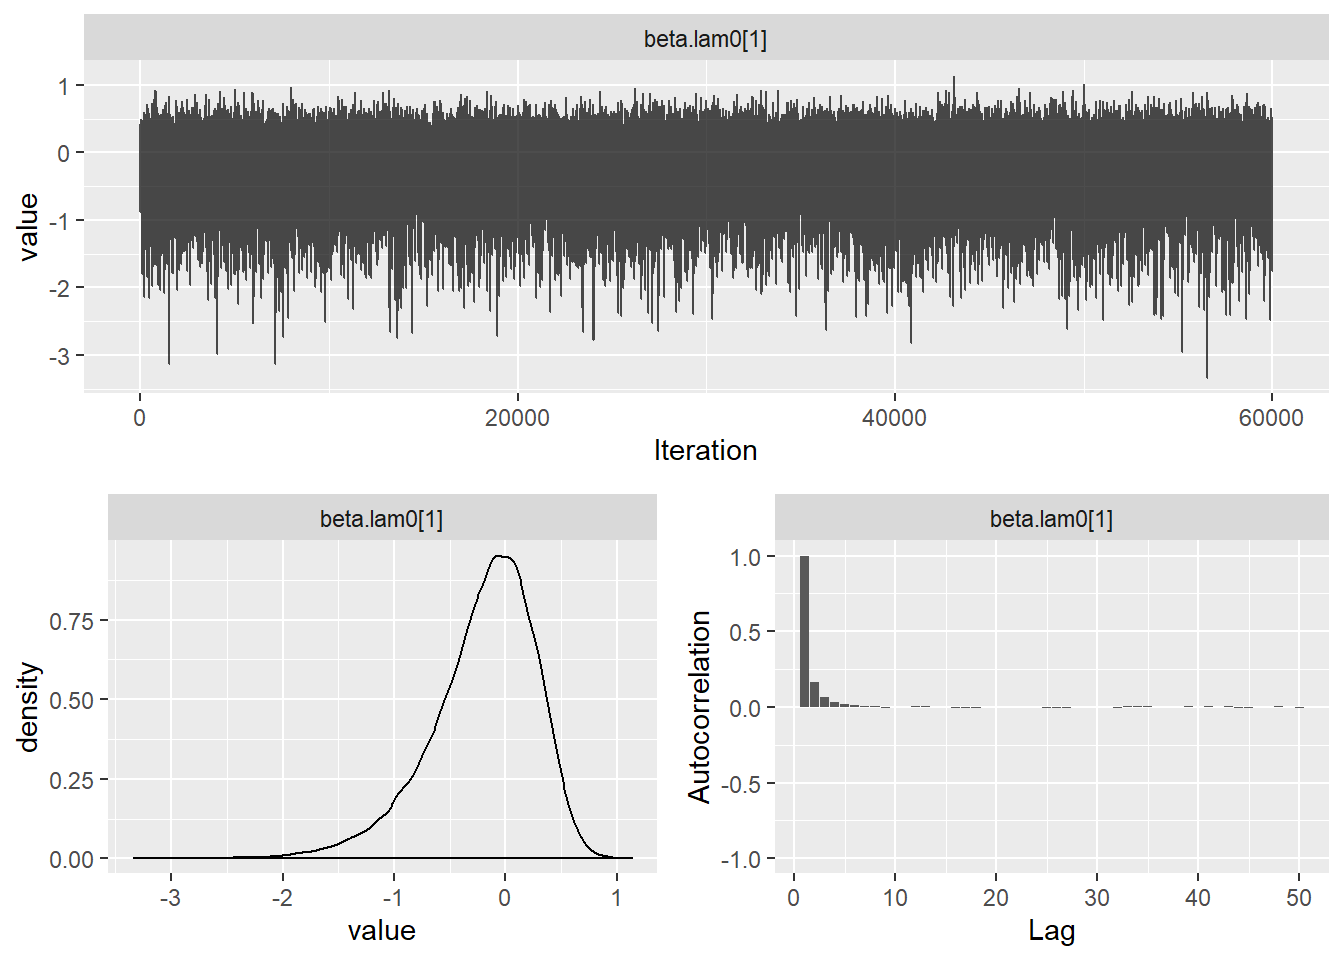 beta.lam0[1]
1
0
-1
-2
-3
value
0 20000 40000 60000
Iteration
beta.lam0[1]
0.75
0.50
0.25
0.00
density
-3 -2 -1 0 1
value
beta.lam0[1]
1.0
0.5
0.0
-0.5
-1.0
Autocorrelation
0 10 20 30 40 50
Lag